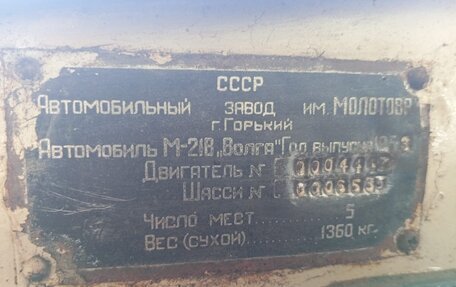 СССР
Автомобильный завод им. Молотова
г. Горький
Автомобиль М-21В „Волга" Год выпуска
Двигатель №
Шасси №
Число мест 5
Вес (сухой) 1360 кг.